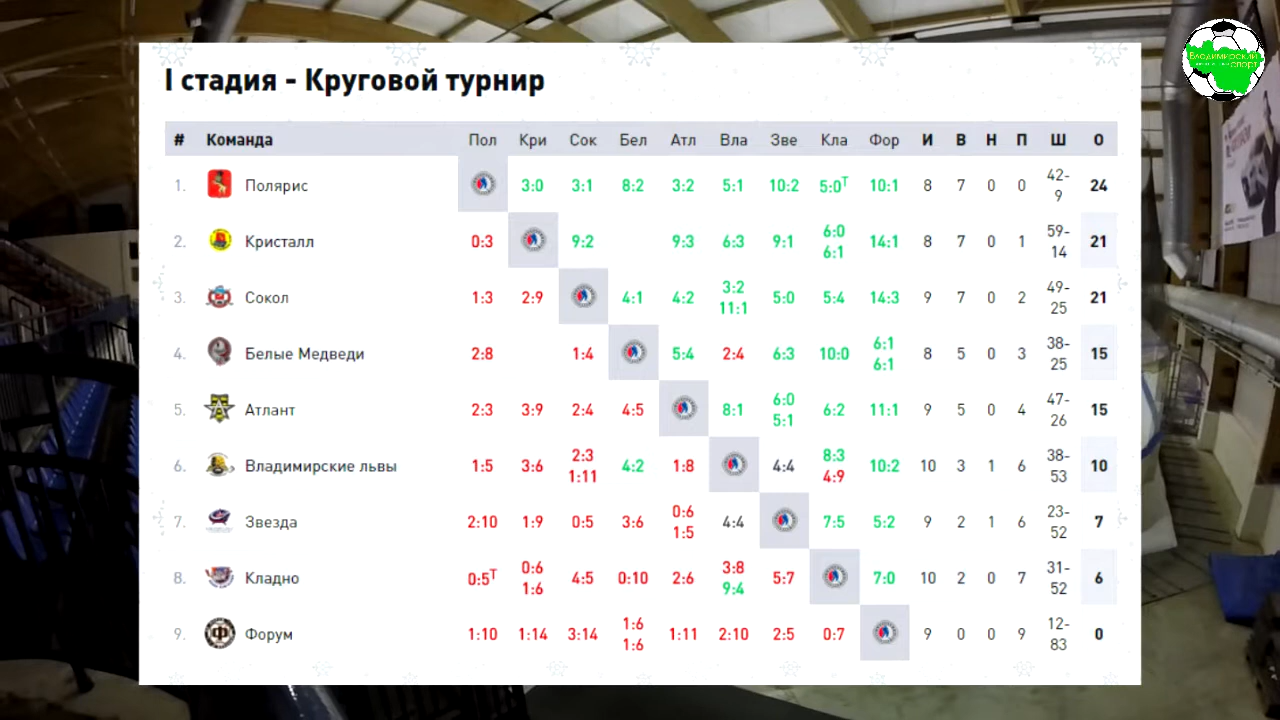 Владимирский
спорт
I стадия - Круговой турнир
# Команда Пол Кри Сок Бел Атл Вла Зве Кла Фор И В Н П Ш О
1. Полярис 3:0 3:1 8:2 3:2 5:1 10:2 5:0Т 10:1 8 7 0 0 42-9 24
2. Кристалл 0:3 9:2 9:3 6:3 9:1 6:0 6:1 14:1 8 7 0 1 59-14 21
3. Сокол 1:3 2:9 4:1 4:2 3:2 11:1 5:0 5:4 14:3 9 7 0 2 49-25 21
4. Белые Медведи 2:8 1:4 5:4 2:4 6:3 10:0 6:1 6:1 8 5 0 3 38-25 15
5. Атлант 2:3 3:9 2:4 4:5 8:1 6:0 5:1 6:2 11:1 9 5 0 4 47-26 15
6. Владимирские львы 1:5 3:6 2:3 1:11 4:2 1:8 4:4 8:3 4:9 10:2 10 3 1 6 38-53 10
7. Звезда 2:10 1:9 0:5 3:6 0:6 1:5 4:4 7:5 5:2 9 2 1 6 23-52 7
8. Кладно 0:5Т 0:6 1:6 4:5 0:10 2:6 3:8 9:4 5:7 7:0 10 2 0 7 31-52 6
9. Форум 1:10 1:14 3:14 1:6 1:6 1:11 2:10 2:5 0:7 9 0 0 9 12-83 0